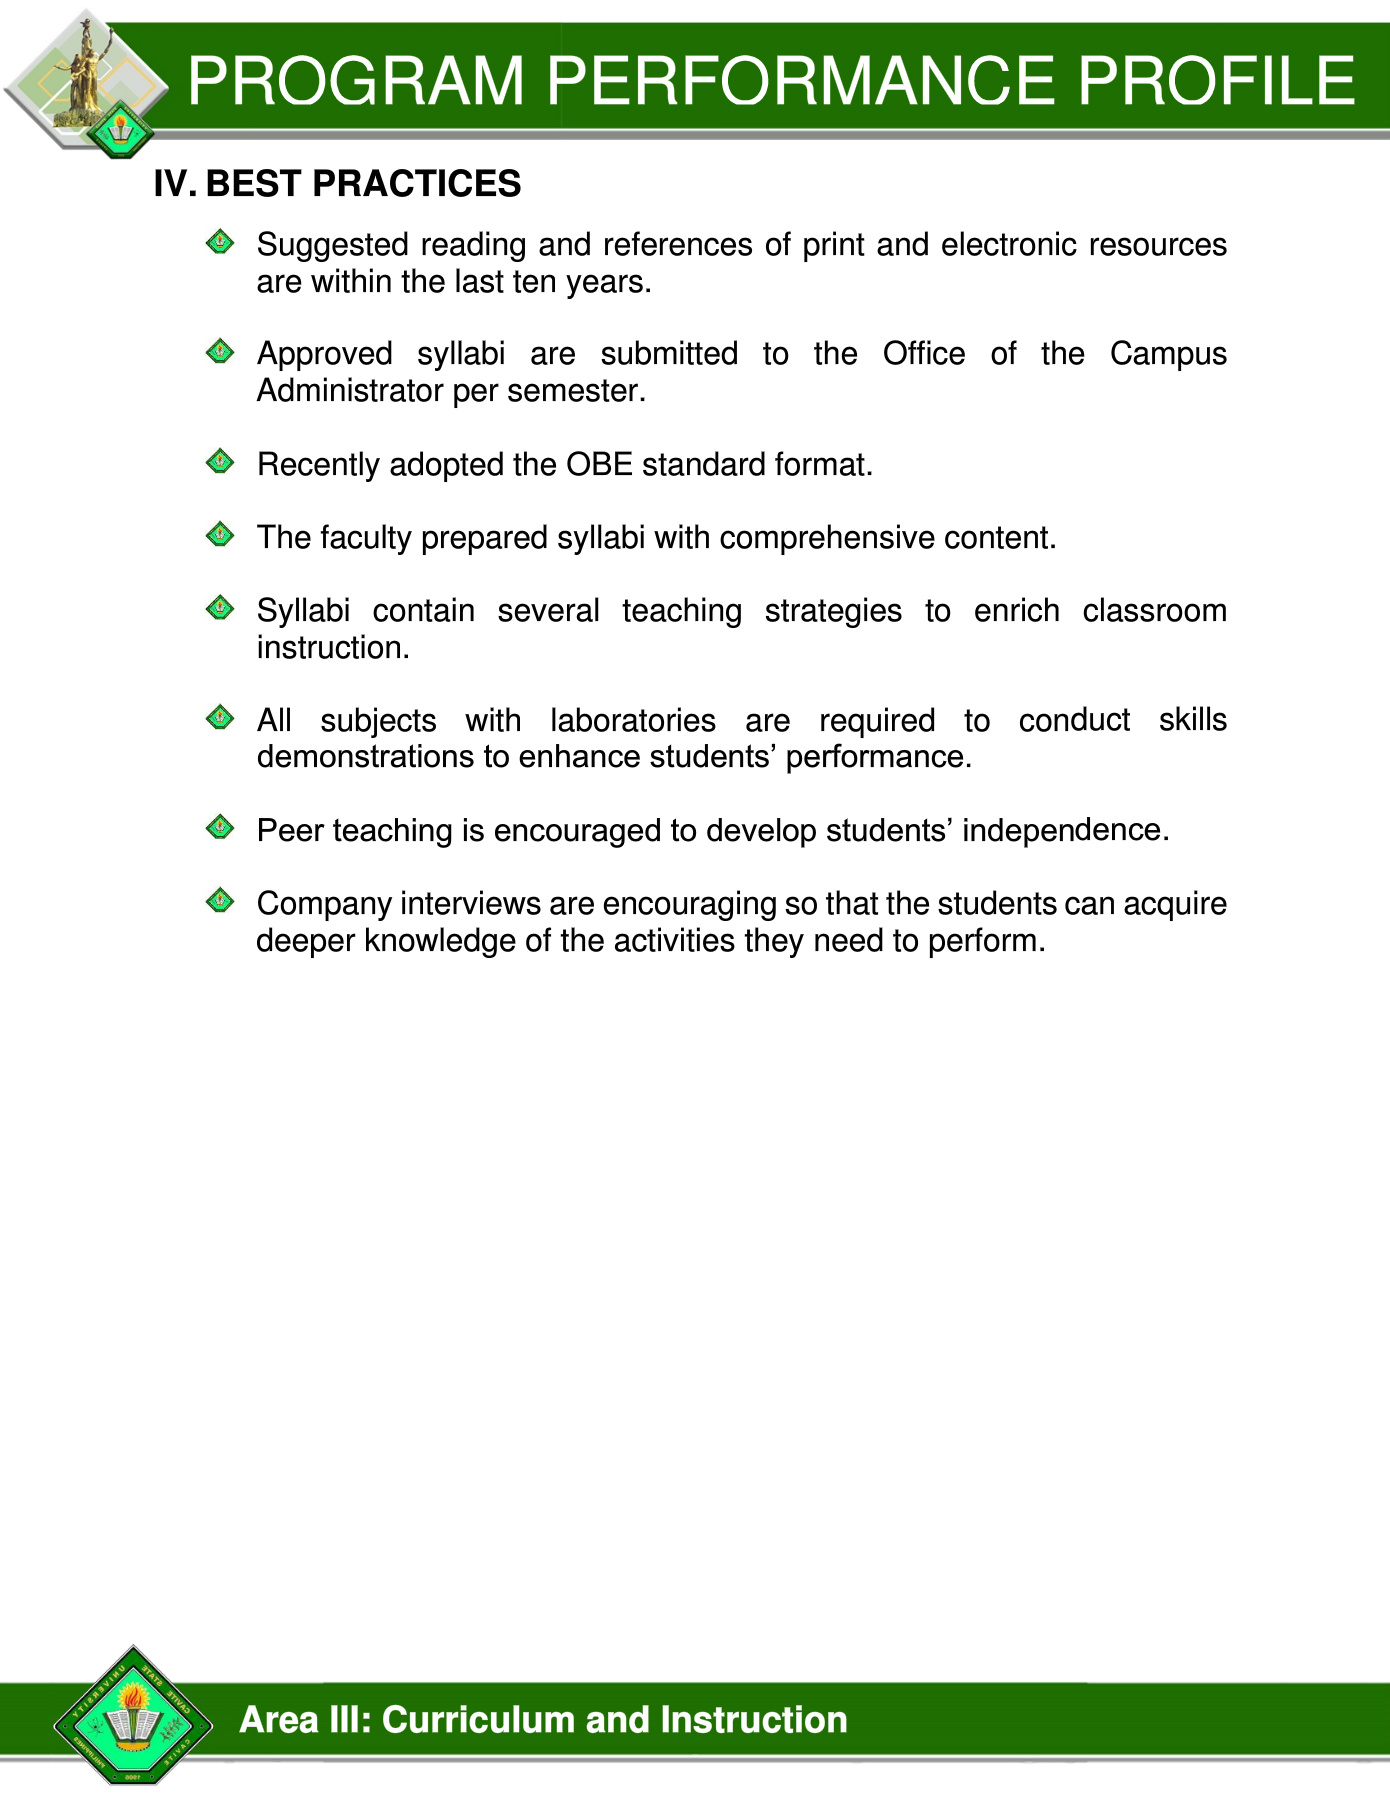 PROGRAM PERFORMANCE PROFILE
IV. BEST PRACTICES
Suggested reading and references of print and electronic resources
are within the last ten years.
Approved syllabi are submitted to the Office of the Campus
Administrator per semester.
Recently adopted the OBE standard format.
The faculty prepared syllabi with comprehensive content.
Syllabi contain several teaching strategies to enrich classroom
instruction.
All subjects with laboratories are required to conduct skills
demonstrations to enhance students’ performance.
Peer teaching is encouraged to develop students’ independence.
Company interviews are encouraging so that the students can acquire
deeper knowledge of the activities they need to perform.
CAVITE STATE UNIVERSITY
CAVITE
PHILIPPINES
Area III: Curriculum and Instruction